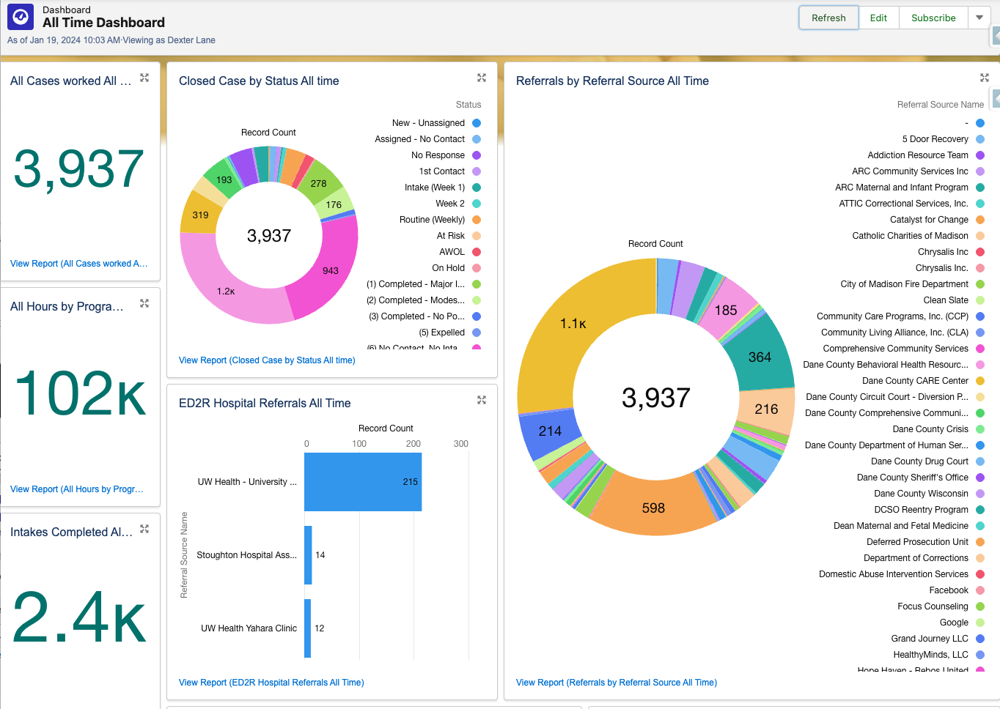 Dashboard
All Time Dashboard
As of Jan 19, 2024 10:03 AM·Viewing as Dexter Lane
Refresh
Edit
Subscribe
All Cases worked All ...
3,937
View Report (All Cases worked A...
All Hours by Progra...
102K
View Report (All Hours by Progr...
Intakes Completed Al...
2.4K
Closed Case by Status All time
Status
Record Count
New - Unassigned
Assigned - No Contact
No Response
1st Contact
Intake (Week 1)
Week 2
Routine (Weekly)
At Risk
AWOL
On Hold
(1) Completed - Major I...
(2) Completed - Modes...
(3) Completed - No Po...
(5) Expelled
(6) No Contact, No Inta...
193
278
176
319
3,937
943
1.2K
View Report (Closed Case by Status All time)
ED2R Hospital Referrals All Time
Record Count
0
100
200
300
Referral Source Name
UW Health - University ...
215
Stoughton Hospital Ass...
14
UW Health Yahara Clinic
12
View Report (ED2R Hospital Referrals All Time)
Referrals by Referral Source All Time
Referral Source Name
Record Count
-
5 Door Recovery
Addiction Resource Team
ARC Community Services Inc
ARC Maternal and Infant Program
ATTIC Correctional Services, Inc.
Catalyst for Change
Catholic Charities of Madison
Chrysalis Inc
Chrysalis Inc.
City of Madison Fire Department
Clean Slate
Community Care Programs, Inc. (CCP)
Community Living Alliance, Inc. (CLA)
Comprehensive Community Services
Dane County Behavioral Health Resourc...
Dane County CARE Center
Dane County Circuit Court - Diversion P...
Dane County Comprehensive Communi...
Dane County Crisis
Dane County Department of Human Ser...
Dane County Drug Court
Dane County Sheriff's Office
Dane County Wisconsin
DCSO Reentry Program
Dean Maternal and Fetal Medicine
Deferred Prosecution Unit
Department of Corrections
Domestic Abuse Intervention Services
Facebook
Focus Counseling
Google
Grand Journey LLC
HealthyMinds, LLC
Hope Haven - Rebos United
1.1K
185
364
216
3,937
214
598
View Report (Referrals by Referral Source All Time)